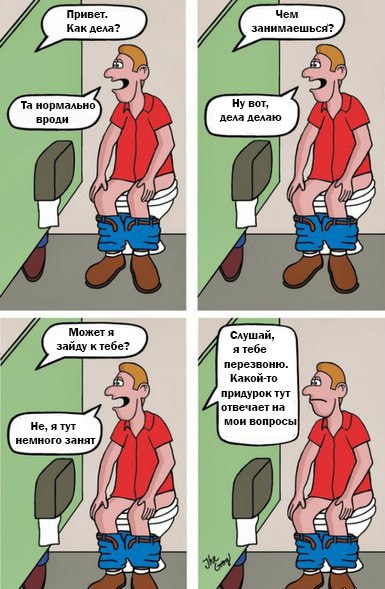 Привет.
Как дела?
Та нормально
вроди
Чем
занимаешься?
Ну вот,
дела делаю
Может я
зайду к тебе?
Не, я тут
немного занят
Слушай,
я тебе
перезвоню.
Какой-то
придурок тут
отвечает на
мои вопросы